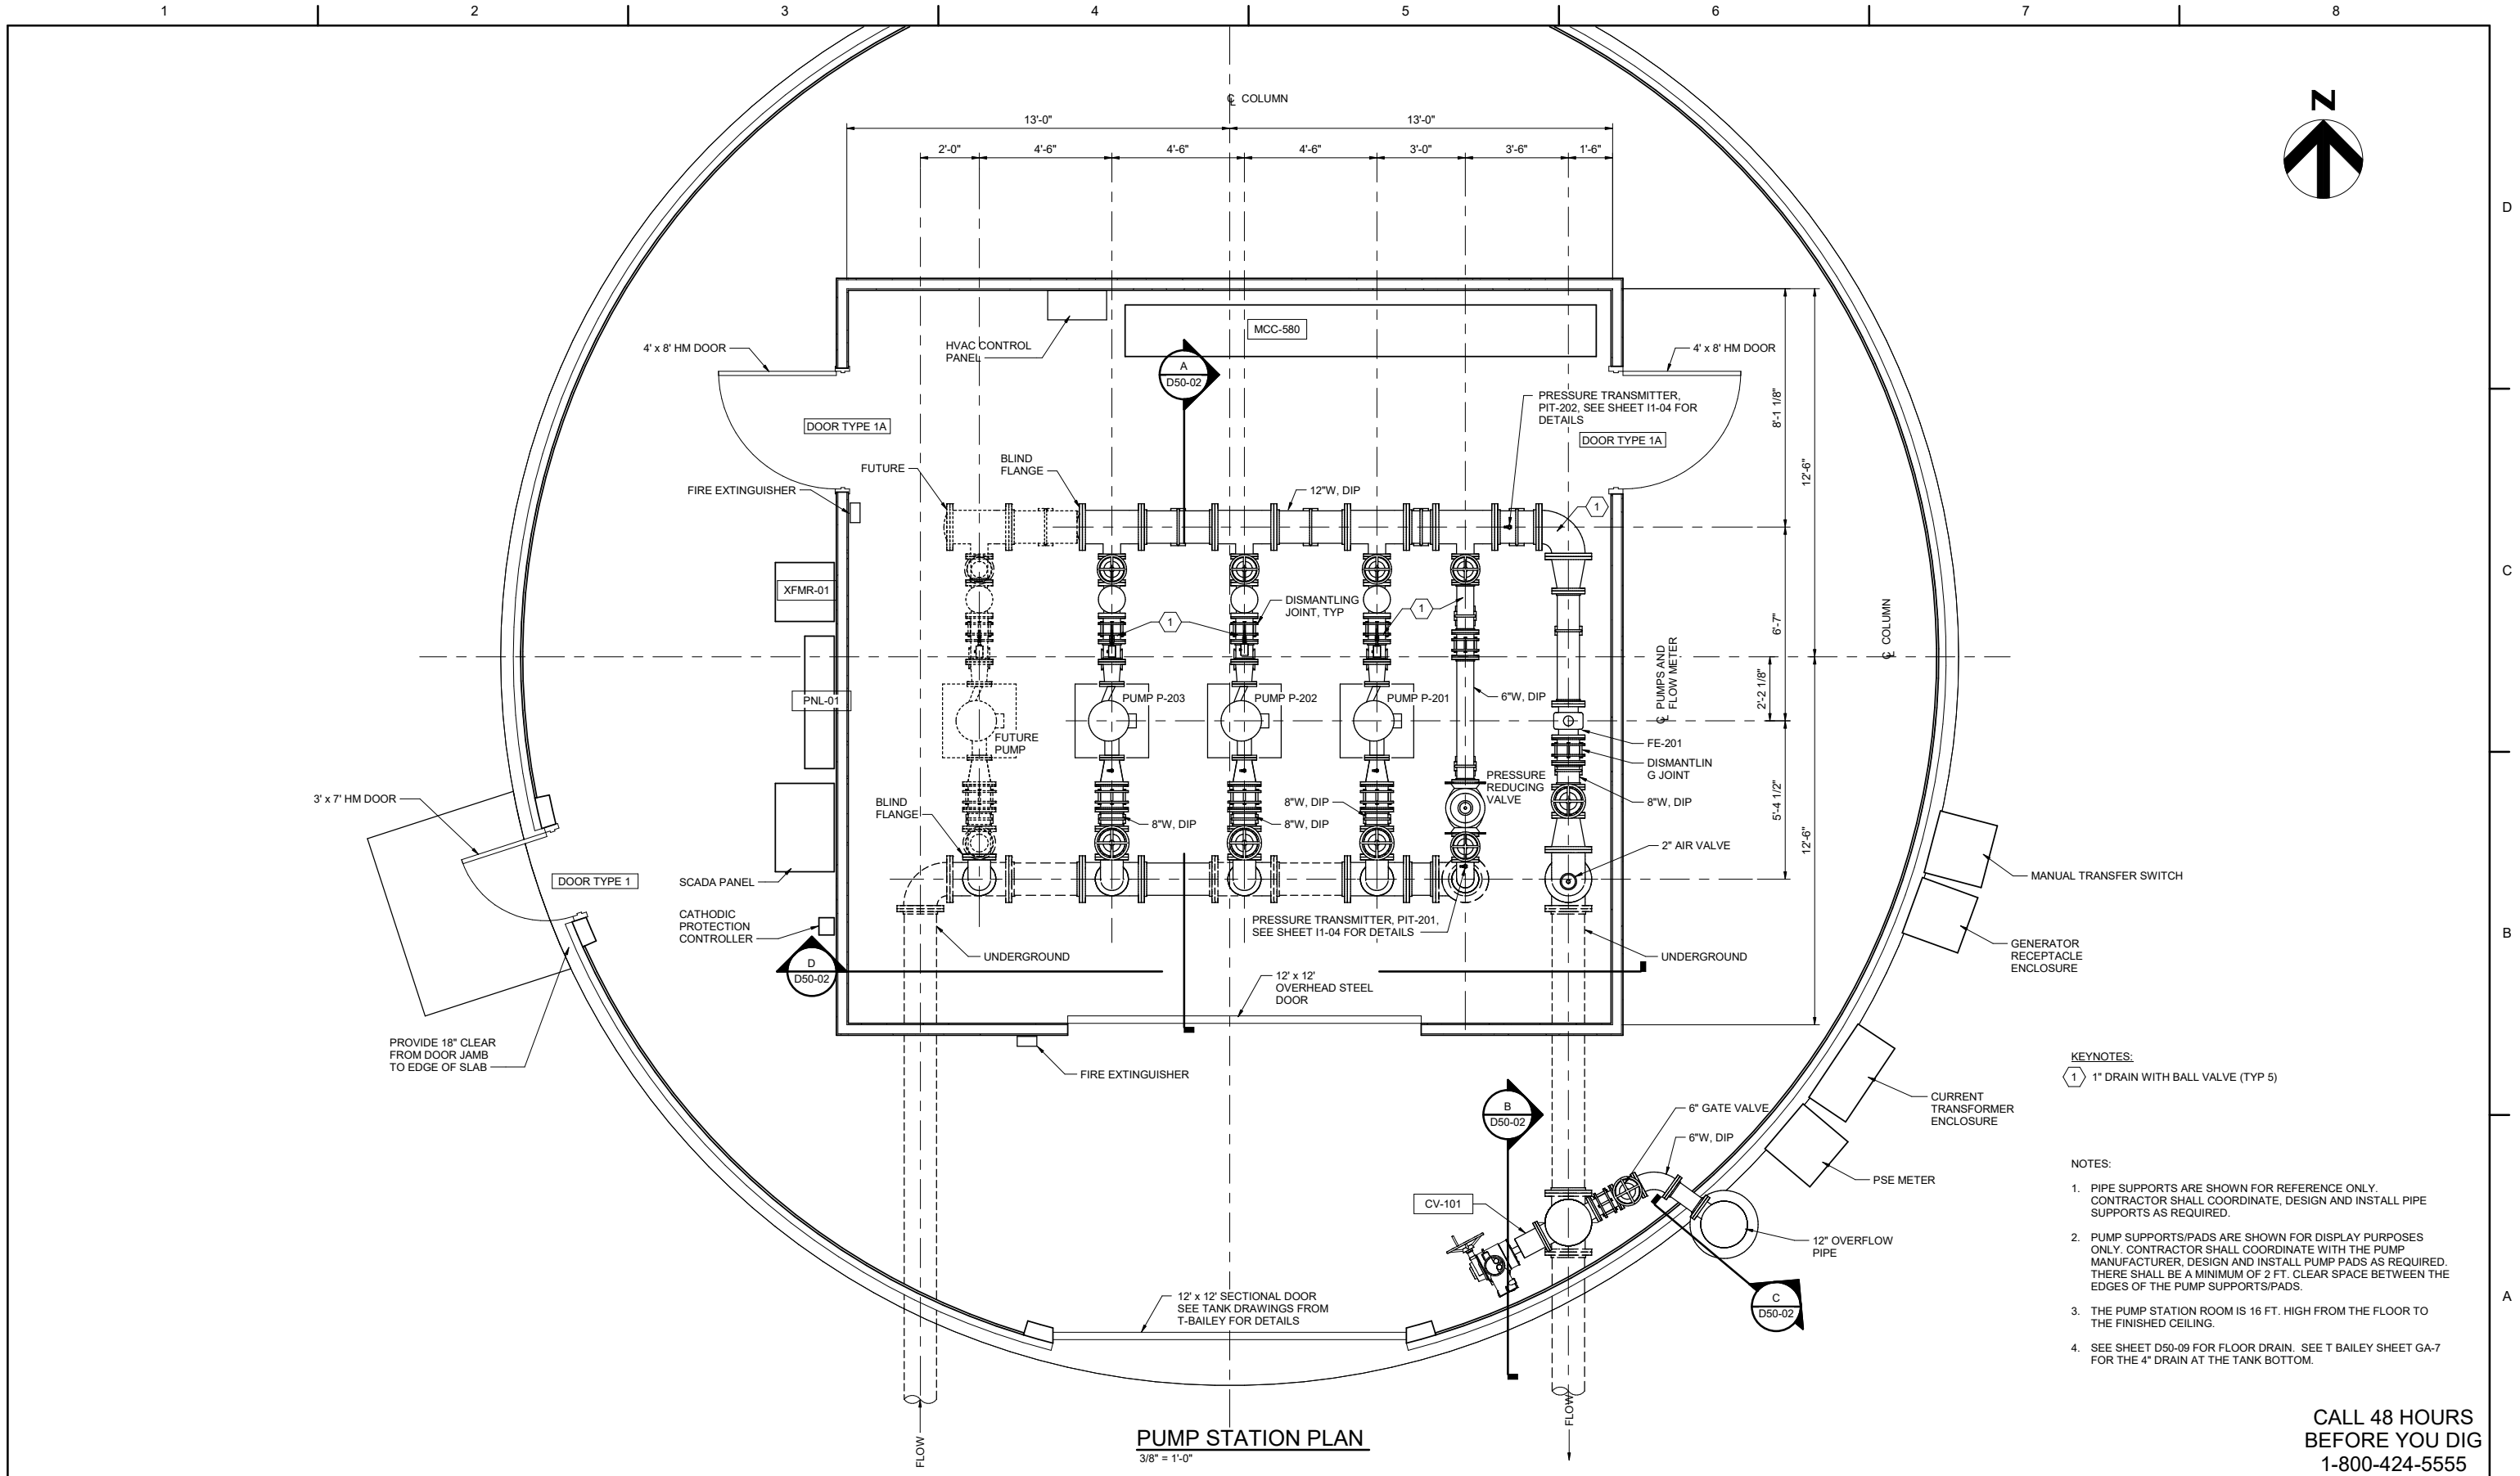 1 2 3 4 5 6 7 8
N
D
C
B
A
℄ COLUMN
13'-0" 13'-0"
2'-0" 4'-6" 4'-6" 4'-6" 3'-0" 3'-6" 1'-6"
MCC-580
HVAC CONTROL
PANEL
4' x 8' HM DOOR
4' x 8' HM DOOR
A
D50-02
PRESSURE TRANSMITTER,
PIT-202, SEE SHEET I1-04 FOR
DETAILS
DOOR TYPE 1A
DOOR TYPE 1A
8'-1 1/8"
12'-6"
FUTURE
BLIND
FLANGE
FIRE EXTINGUISHER
12"W, DIP
1
XFMR-01
DISMANTLING
JOINT, TYP
1
1
6'-7"
℄ COLUMN
℄ PUMPS AND
FLOW METER
2'-2 1/8"
PNL-01
PUMP P-203
PUMP P-202
PUMP P-201
6"W, DIP
FUTURE
PUMP
FE-201
DISMANTLIN
G JOINT
PRESSURE
REDUCING
VALVE
3' x 7' HM DOOR
BLIND
FLANGE
8"W, DIP
8"W, DIP
8"W, DIP
8"W, DIP
5'-4 1/2"
12'-6"
2" AIR VALVE
DOOR TYPE 1
SCADA PANEL
MANUAL TRANSFER SWITCH
CATHODIC
PROTECTION
CONTROLLER
PRESSURE TRANSMITTER, PIT-201,
SEE SHEET I1-04 FOR DETAILS
D
D50-02
UNDERGROUND
UNDERGROUND
GENERATOR
RECEPTACLE
ENCLOSURE
12' x 12'
OVERHEAD STEEL
DOOR
PROVIDE 18" CLEAR
FROM DOOR JAMB
TO EDGE OF SLAB
FIRE EXTINGUISHER
KEYNOTES:
1 1" DRAIN WITH BALL VALVE (TYP 5)
CURRENT
TRANSFORMER
ENCLOSURE
B
D50-02
6" GATE VALVE
6"W, DIP
PSE METER
CV-101
12" OVERFLOW
PIPE
C
D50-02
12' x 12' SECTIONAL DOOR
SEE TANK DRAWINGS FROM
T-BAILEY FOR DETAILS
NOTES:
1. PIPE SUPPORTS ARE SHOWN FOR REFERENCE ONLY.
CONTRACTOR SHALL COORDINATE, DESIGN AND INSTALL PIPE
SUPPORTS AS REQUIRED.
2. PUMP SUPPORTS/PADS ARE SHOWN FOR DISPLAY PURPOSES
ONLY. CONTRACTOR SHALL COORDINATE WITH THE PUMP
MANUFACTURER, DESIGN AND INSTALL PUMP PADS AS REQUIRED.
THERE SHALL BE A MINIMUM OF 2 FT. CLEAR SPACE BETWEEN THE
EDGES OF THE PUMP SUPPORTS/PADS.
3. THE PUMP STATION ROOM IS 16 FT. HIGH FROM THE FLOOR TO
THE FINISHED CEILING.
4. SEE SHEET D50-09 FOR FLOOR DRAIN. SEE T BAILEY SHEET GA-7
FOR THE 4" DRAIN AT THE TANK BOTTOM.
FLOW
FLOW
PUMP STATION PLAN
3/8" = 1'-0"
CALL 48 HOURS
BEFORE YOU DIG
1-800-424-5555